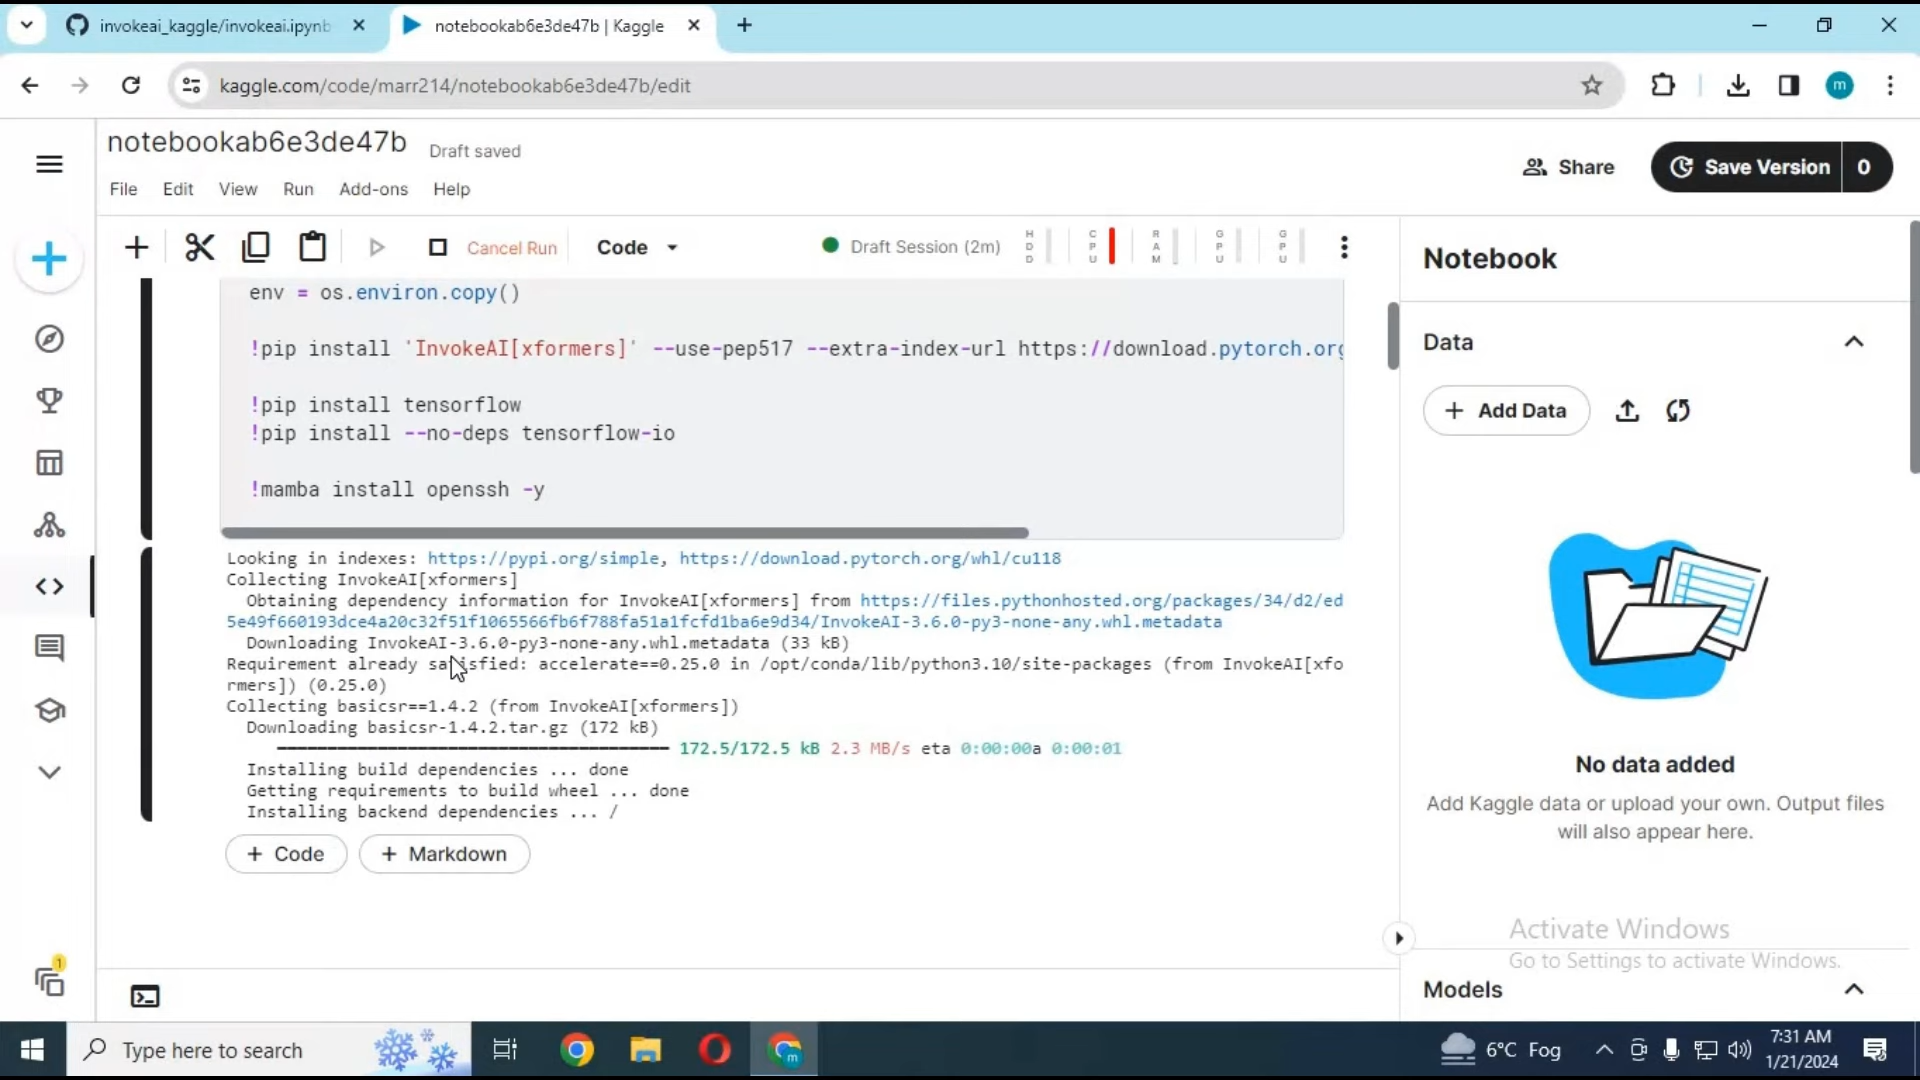 invokeai_kaggle/invokeai.ipynb
notebookab6e3de47b | Kaggle
kaggle.com/code/marr214/notebookab6e3de47b/edit
m
notebookab6e3de47b
Draft saved
File Edit View Run Add-ons Help
Share
Save Version
0
Cancel Run
Code
Draft Session (2m)
HDD
CPU
RAM
GPU
GPU
env = os.environ.copy()
!pip install 'InvokeAI[xformers]' --use-pep517 --extra-index-url https://download.pytorch.org
!pip install tensorflow
!pip install --no-deps tensorflow-io
!mamba install openssh -y
Looking in indexes: https://pypi.org/simple, https://download.pytorch.org/whl/cu118
Collecting InvokeAI[xformers]
Obtaining dependency information for InvokeAI[xformers] from https://files.pythonhosted.org/packages/34/d2/ed
5e49f660193dce4a20c32f51f1065566fb6f788fa51a1fcfd1ba6e9d34/InvokeAI-3.6.0-py3-none-any.whl.metadata
Downloading InvokeAI-3.6.0-py3-none-any.whl.metadata (33 kB)
Requirement already satisfied: accelerate==0.25.0 in /opt/conda/lib/python3.10/site-packages (from InvokeAI[xfo
rmers]) (0.25.0)
Collecting basicsr==1.4.2 (from InvokeAI[xformers])
Downloading basicsr-1.4.2.tar.gz (172 kB)
172.5/172.5 kB 2.3 MB/s eta 0:00:00a 0:00:01
Installing build dependencies ... done
Getting requirements to build wheel ... done
Installing backend dependencies ... /
+ Code
+ Markdown
Notebook
Data
+ Add Data
No data added
Add Kaggle data or upload your own. Output files
will also appear here.
Activate Windows
Go to Settings to activate Windows.
Models
1
Type here to search
m
6°C Fog
7:31 AM
1/21/2024